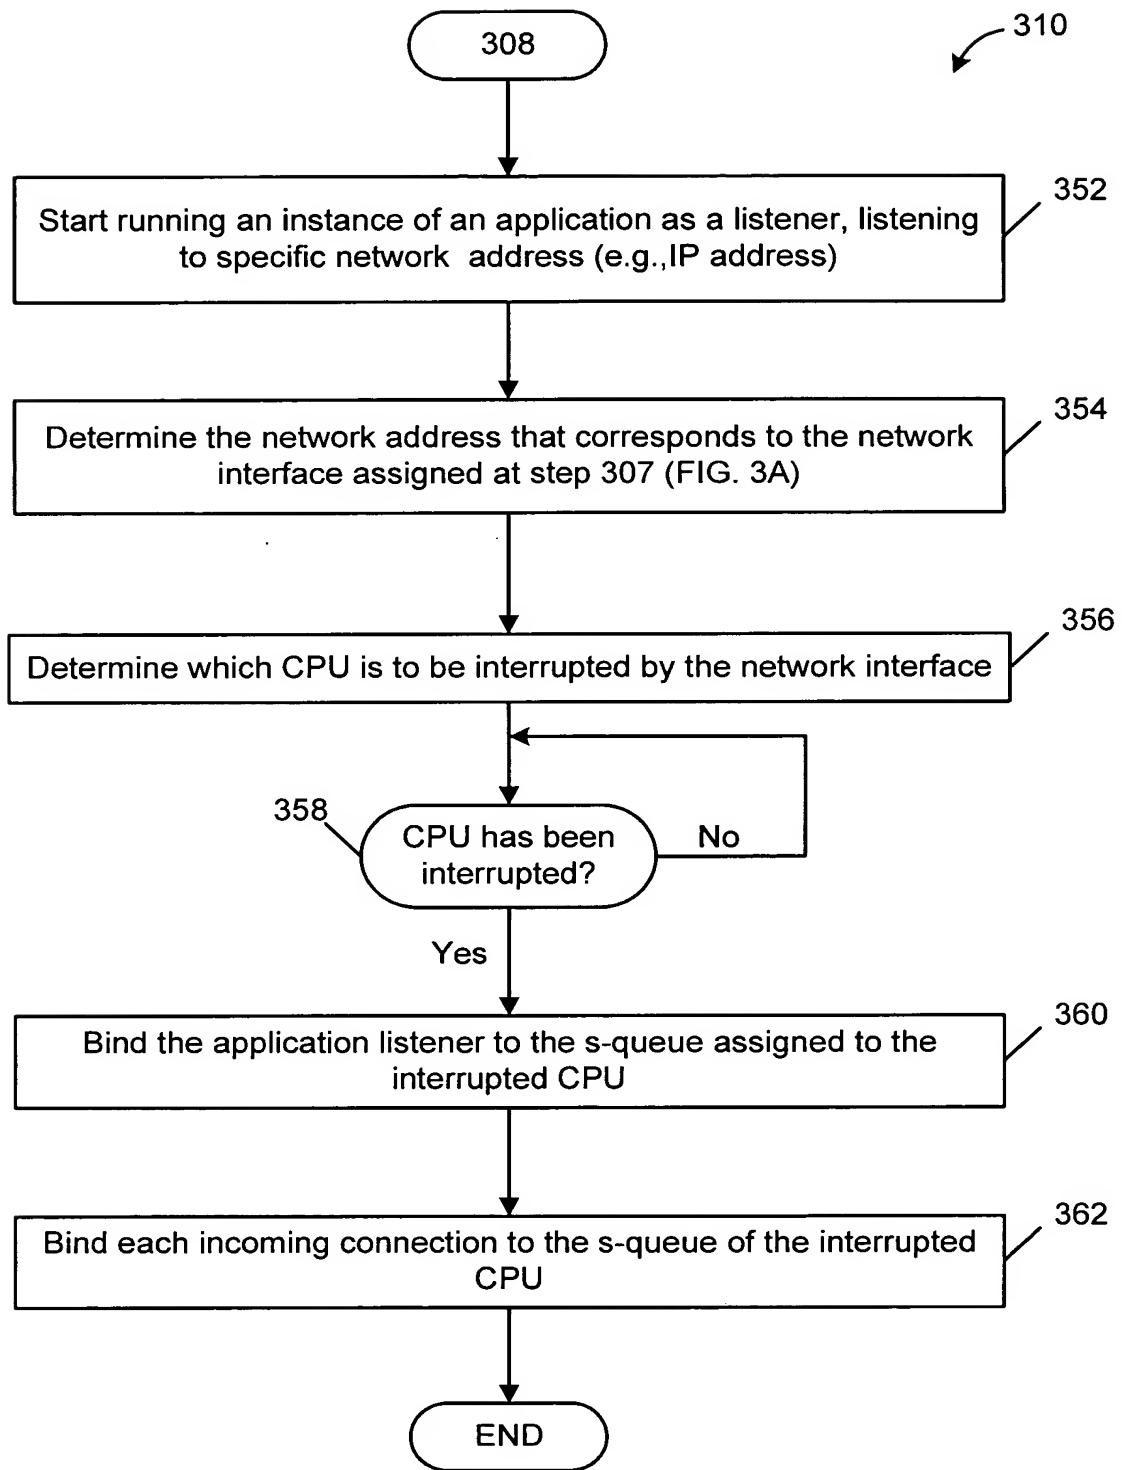 308
310
352
Start running an instance of an application as a listener, listening
to specific network address (e.g.,IP address)
354
Determine the network address that corresponds to the network
interface assigned at step 307 (FIG. 3A)
356
Determine which CPU is to be interrupted by the network interface
358
CPU has been
interrupted?
No
Yes
360
Bind the application listener to the s-queue assigned to the
interrupted CPU
362
Bind each incoming connection to the s-queue of the interrupted
CPU
END